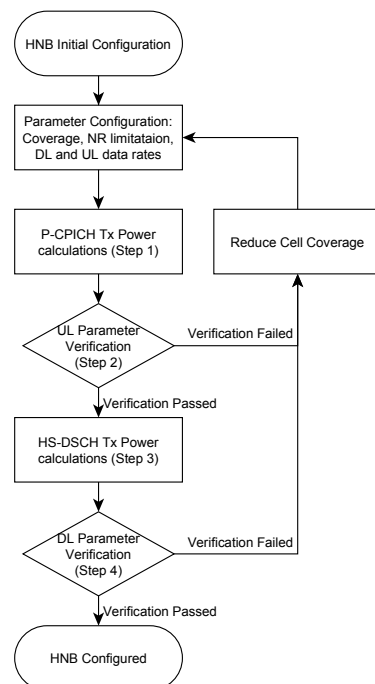 HNB Initial Configuration
Parameter Configuration:
Coverage, NR limitataion,
DL and UL data rates
P-CPICH Tx Power
calculations (Step 1)
Reduce Cell Coverage
UL Parameter
Verification
(Step 2)
Verification Failed
Verification Passed
HS-DSCH Tx Power
calculations (Step 3)
DL Parameter
Verification
(Step 4)
Verification Failed
Verification Passed
HNB Configured